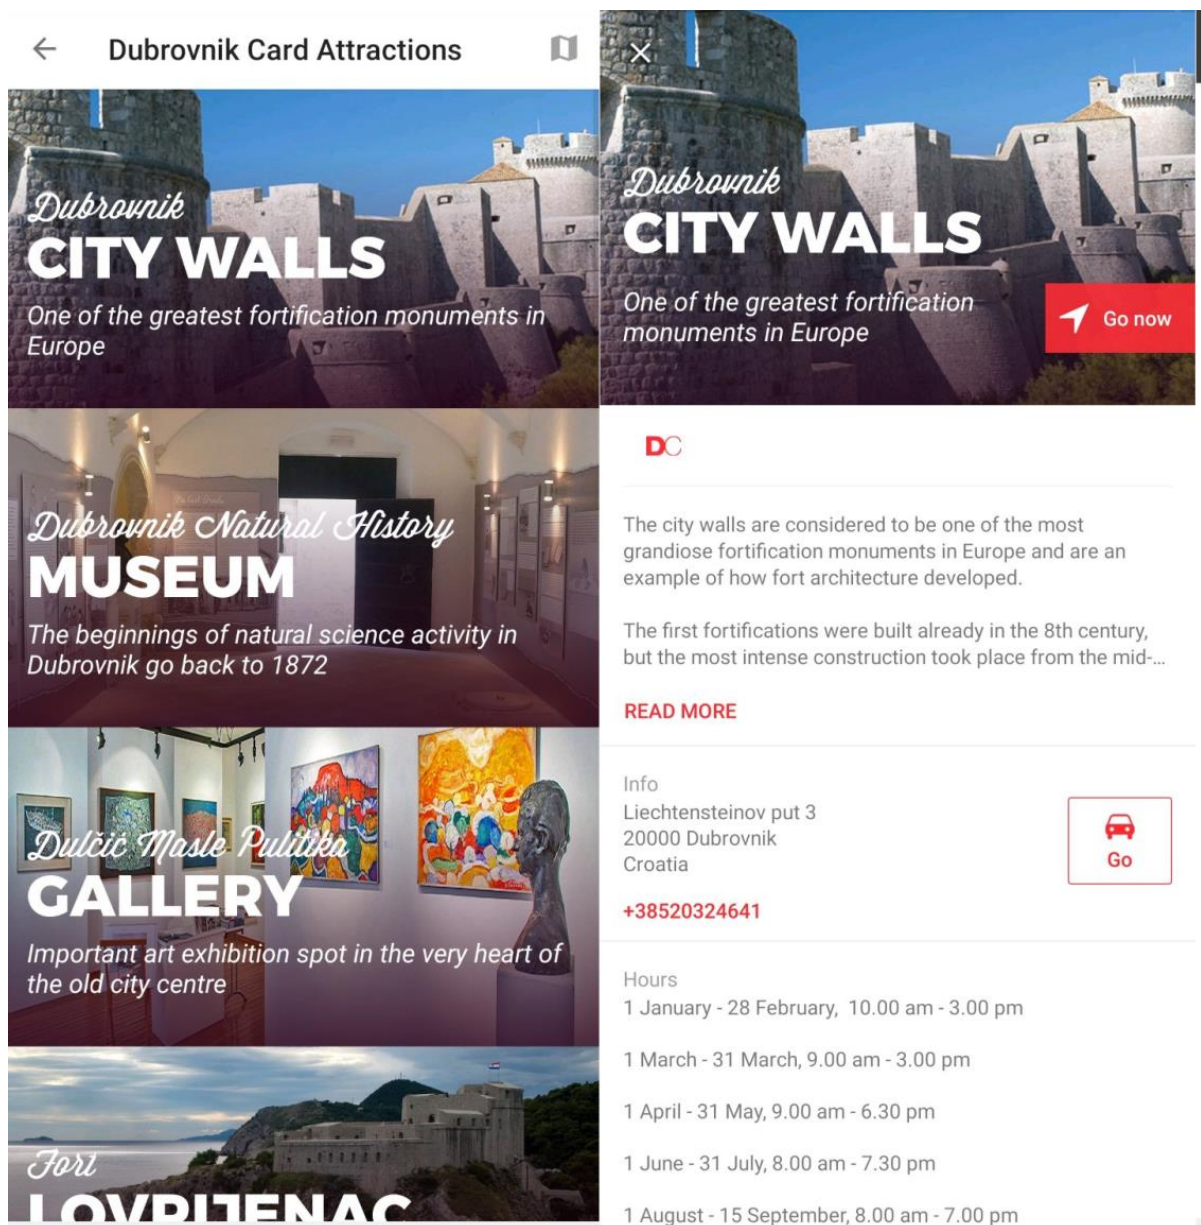 Dubrovnik Card Attractions
Dubrovnik
CITY WALLS
One of the greatest fortification monuments in
Europe
Dubrovnik Natural History
MUSEUM
The beginnings of natural science activity in
Dubrovnik go back to 1872
Dulčić Masle Pulitika
GALLERY
Important art exhibition spot in the very heart of
the old city centre
Fort
LOVRIJENAC
Dubrovnik
CITY WALLS
One of the greatest fortification
monuments in Europe
Go now
DC
The city walls are considered to be one of the most
grandiose fortification monuments in Europe and are an
example of how fort architecture developed.
The first fortifications were built already in the 8th century,
but the most intense construction took place from the mid-...
READ MORE
Info
Liechtensteinov put 3
20000 Dubrovnik
Croatia
Go
+38520324641
Hours
1 January - 28 February, 10.00 am - 3.00 pm
1 March - 31 March, 9.00 am - 3.00 pm
1 April - 31 May, 9.00 am - 6.30 pm
1 June - 31 July, 8.00 am - 7.30 pm
1 August - 15 September, 8.00 am - 7.00 pm